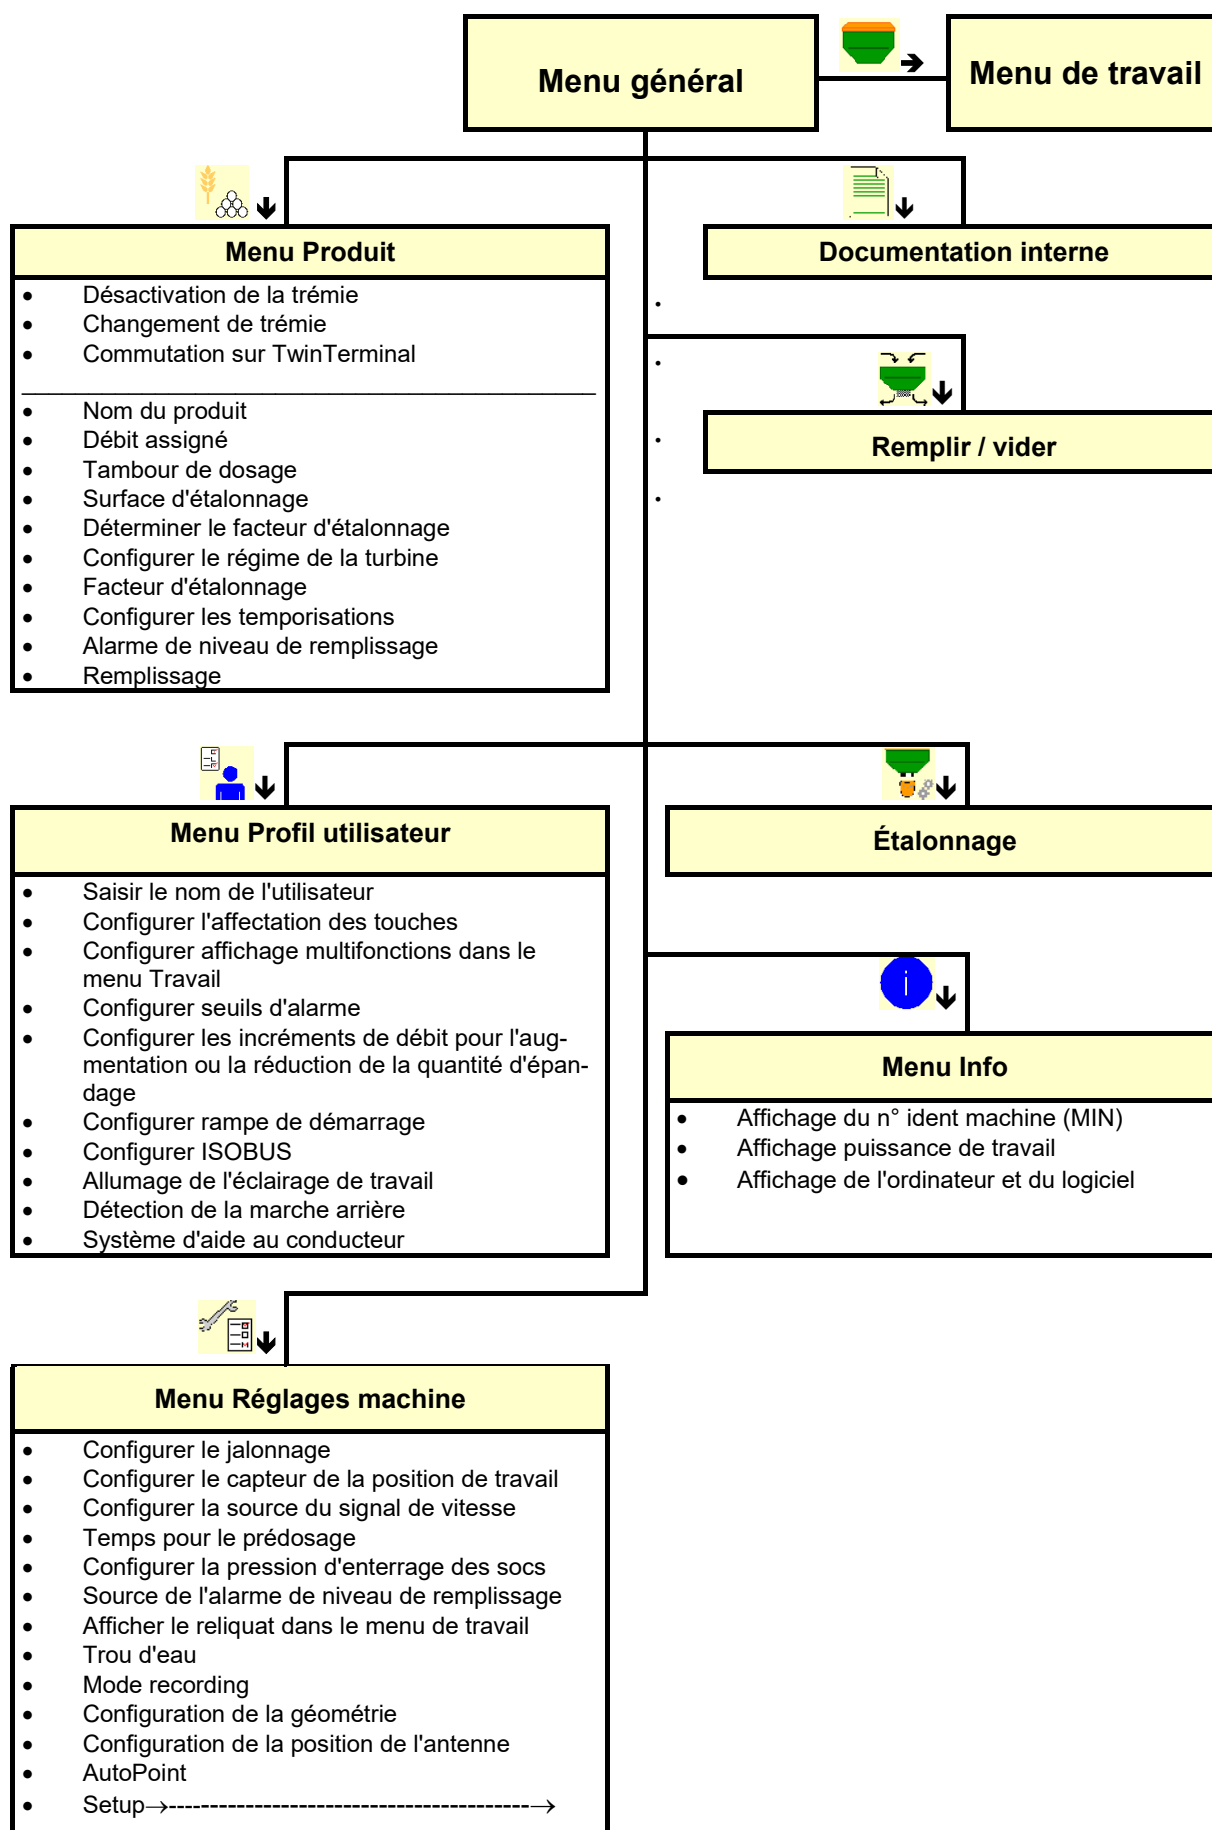 Menu général
Menu de travail
Menu Produit
• Désactivation de la trémie
• Changement de trémie
• Commutation sur TwinTerminal
• Nom du produit
• Débit assigné
• Tambour de dosage
• Surface d'étalonnage
• Déterminer le facteur d'étalonnage
• Configurer le régime de la turbine
• Facteur d'étalonnage
• Configurer les temporisations
• Alarme de niveau de remplissage
• Remplissage
Documentation interne
Remplir / vider
Menu Profil utilisateur
• Saisir le nom de l'utilisateur
• Configurer l'affectation des touches
• Configurer affichage multifonctions dans le
menu Travail
• Configurer seuils d'alarme
• Configurer les incréments de débit pour l'aug-
mentation ou la réduction de la quantité d'épan-
dage
• Configurer rampe de démarrage
• Configurer ISOBUS
• Allumage de l'éclairage de travail
• Détection de la marche arrière
• Système d'aide au conducteur
Étalonnage
Menu Info
• Affichage du n° ident machine (MIN)
• Affichage puissance de travail
• Affichage de l'ordinateur et du logiciel
Menu Réglages machine
• Configurer le jalonnage
• Configurer le capteur de la position de travail
• Configurer la source du signal de vitesse
• Temps pour le prédosage
• Configurer la pression d'enterrage des socs
• Source de l'alarme de niveau de remplissage
• Afficher le reliquat dans le menu de travail
• Trou d'eau
• Mode recording
• Configuration de la géométrie
• Configuration de la position de l'antenne
• AutoPoint
• Setup→----------------------------------------→